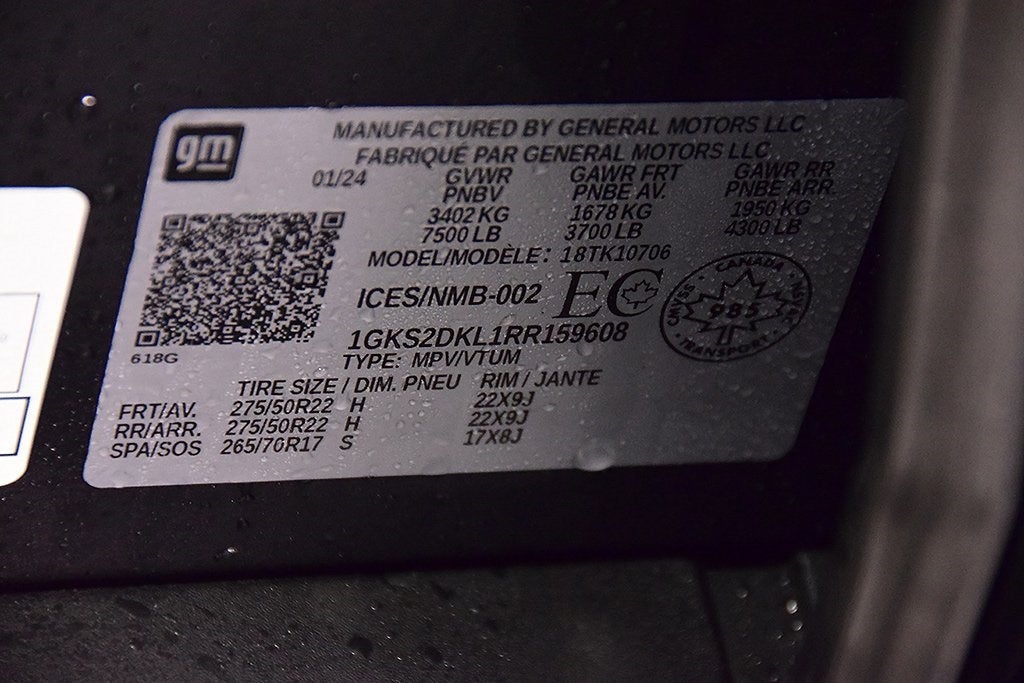 gm
MANUFACTURED BY GENERAL MOTORS LLC
FABRIQUÉ PAR GENERAL MOTORS LLC
01/24 GVWR GAWR FRT GAWR RR
PNBV PNBE AV. PNBE ARR.
3402 KG 1678 KG 1950 KG
7500 LB 3700 LB 4300 LB
MODEL/MODÈLE: 18TK10706
ICES/NMB-002 EC
CANADA
985
TRANSPORT
1GKS2DKL1RR159608
618G
TYPE: MPV/VTUM
TIRE SIZE / DIM. PNEU RIM / JANTE
FRT/AV. 275/50R22 H 22X9J
RR/ARR. 275/50R22 H 22X9J
SPA/SOS 265/70R17 S 17X8J